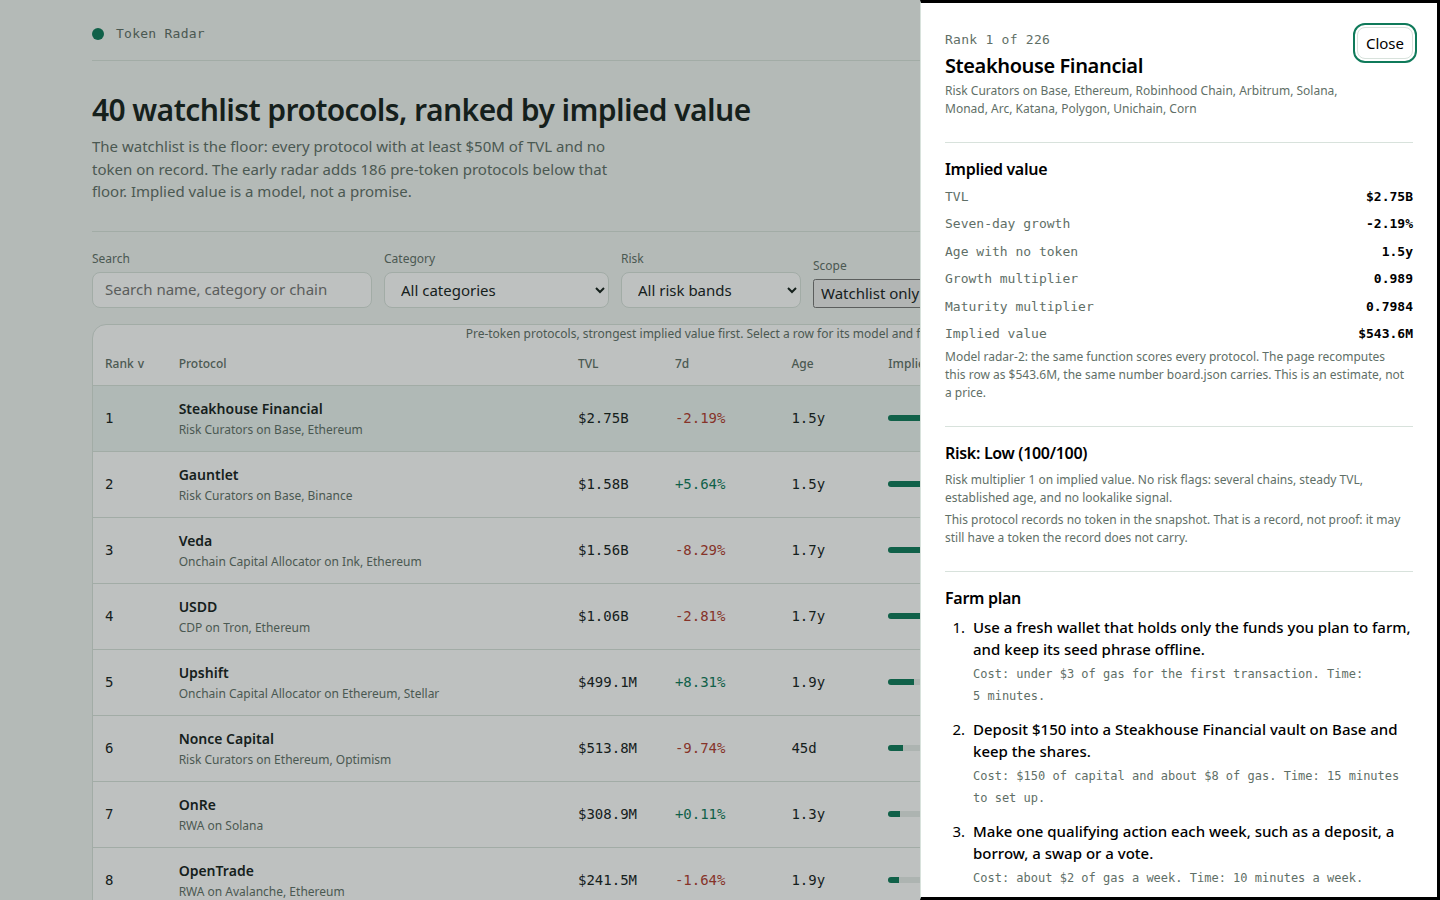 Token Radar
40 watchlist protocols, ranked by implied value
The watchlist is the floor: every protocol with at least $50M of TVL and no
token on record. The early radar adds 186 pre-token protocols below that
floor. Implied value is a model, not a promise.
Search
Category
Risk
Scope
Search name, category or chain
All categories
All risk bands
Watchlist only
Pre-token protocols, strongest implied value first. Select a row for its model and
Rank v
Protocol
TVL
7d
Age
1
Steakhouse Financial
Risk Curators on Base, Ethereum
$2.75B
-2.19%
1.5y
2
Gauntlet
Risk Curators on Base, Binance
$1.58B
+5.64%
1.5y
3
Veda
Onchain Capital Allocator on Ink, Ethereum
$1.56B
-8.29%
1.7y
4
USDD
CDP on Tron, Ethereum
$1.06B
-2.81%
1.7y
5
Upshift
Onchain Capital Allocator on Ethereum, Stellar
$499.1M
+8.31%
1.9y
6
Nonce Capital
Risk Curators on Ethereum, Optimism
$513.8M
-9.74%
45d
7
OnRe
RWA on Solana
$308.9M
+0.11%
1.3y
8
OpenTrade
RWA on Avalanche, Ethereum
$241.5M
-1.64%
1.9y
Rank 1 of 226
Close
Steakhouse Financial
Risk Curators on Base, Ethereum, Robinhood Chain, Arbitrum, Solana,
Monad, Arc, Katana, Polygon, Unichain, Corn
Implied value
TVL $2.75B
Seven-day growth -2.19%
Age with no token 1.5y
Growth multiplier 0.989
Maturity multiplier 0.7984
Implied value $543.6M
Model radar-2: the same function scores every protocol. The page recomputes
this row as $543.6M, the same number board.json carries. This is an estimate, not
a price.
Risk: Low (100/100)
Risk multiplier 1 on implied value. No risk flags: several chains, steady TVL,
established age, and no lookalike signal.
This protocol records no token in the snapshot. That is a record, not proof: it may
still have a token the record does not carry.
Farm plan
1. Use a fresh wallet that holds only the funds you plan to farm,
and keep its seed phrase offline.
Cost: under $3 of gas for the first transaction. Time:
5 minutes.
2. Deposit $150 into a Steakhouse Financial vault on Base and
keep the shares.
Cost: $150 of capital and about $8 of gas. Time: 15 minutes
to set up.
3. Make one qualifying action each week, such as a deposit, a
borrow, a swap or a vote.
Cost: about $2 of gas a week. Time: 10 minutes a week.